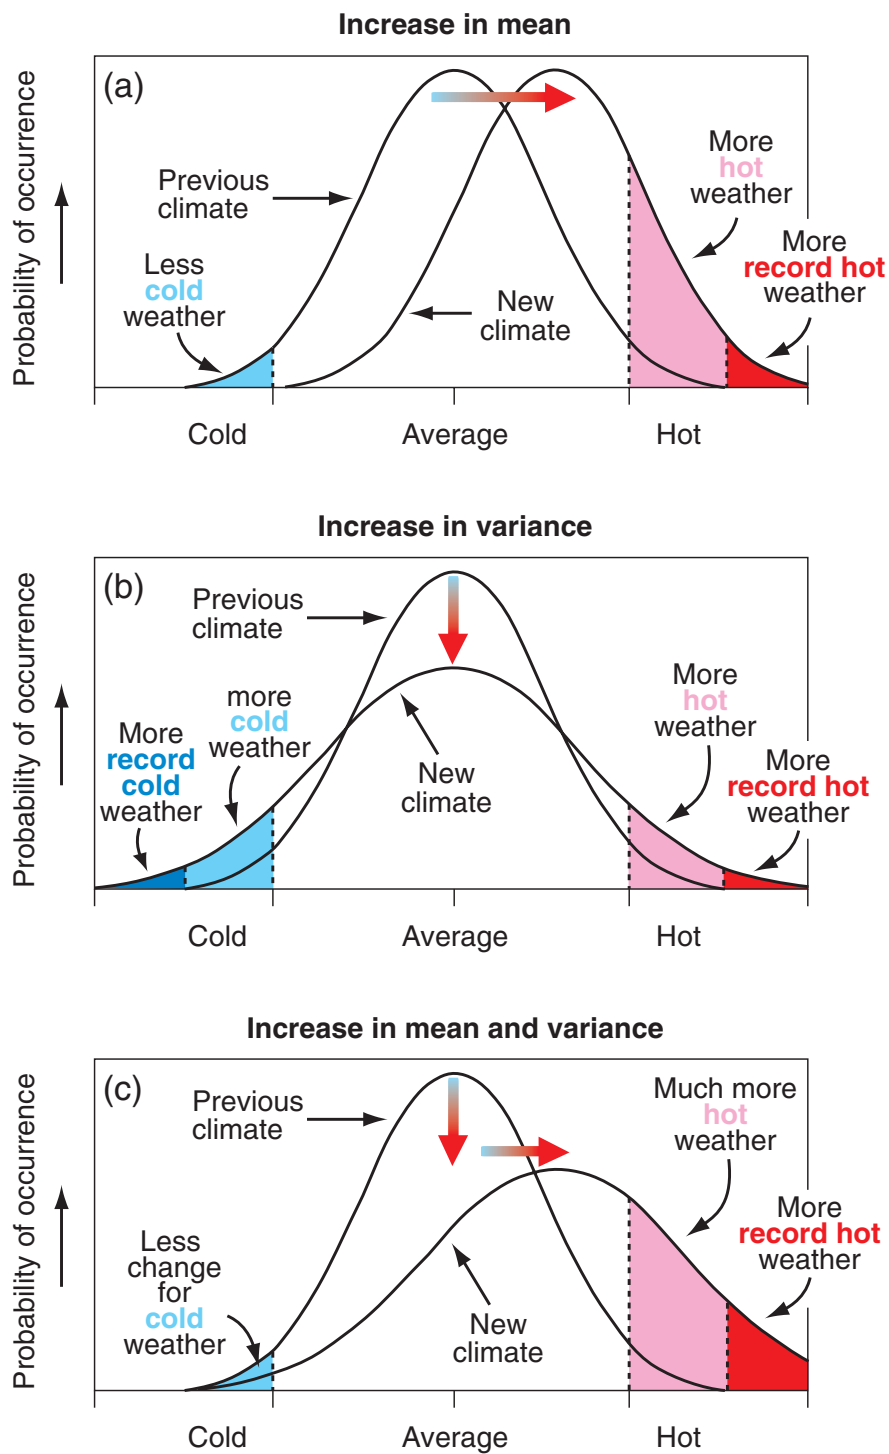 Increase in mean
(a)
Probability of occurrence
Previous
climate
Less
cold
weather
New
climate
More
hot
weather
More
record hot
weather
Cold
Average
Hot
Increase in variance
(b)
Probability of occurrence
Previous
climate
more
cold
weather
More
record
cold
weather
New
climate
More
hot
weather
More
record hot
weather
Cold
Average
Hot
Increase in mean and variance
(c)
Probability of occurrence
Previous
climate
Less
change
for
cold
weather
New
climate
Much more
hot
weather
More
record hot
weather
Cold
Average
Hot